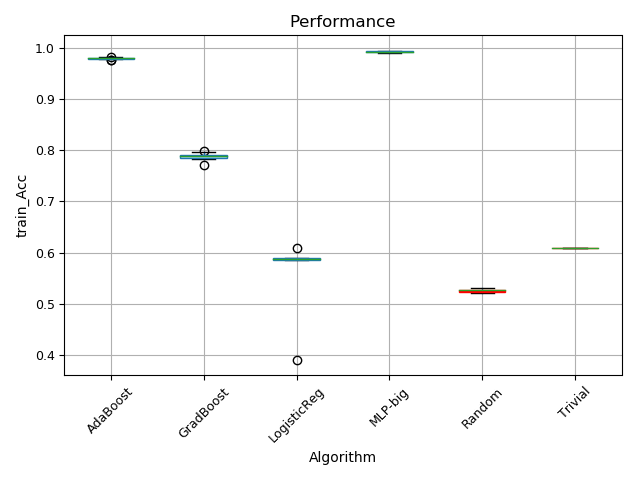 Performance
1.0
0.9
0.8
0.7
0.6
0.5
0.4
train_Acc
AdaBoost
GradBoost
LogisticReg
MLP-big
Random
Trivial
Algorithm